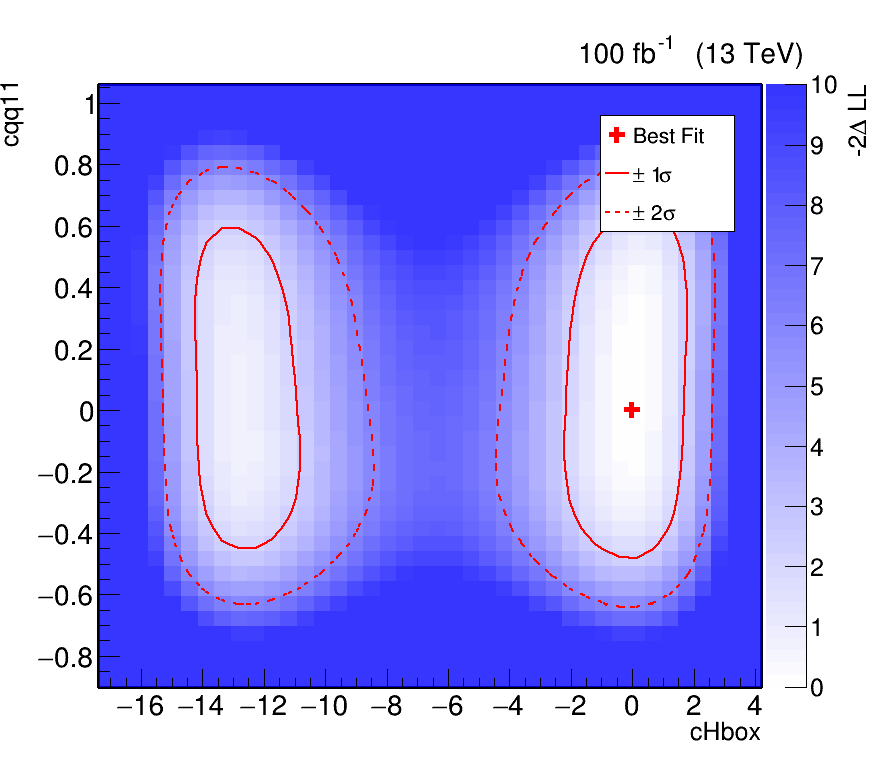 100 fb-1 (13 TeV)
cqq11
1
0.8
0.6
0.4
0.2
0
−0.2
−0.4
−0.6
−0.8
Best Fit
± 1σ
± 2σ
−16 −14 −12 −10 −8 −6 −4 −2 0 2 4
cHbox
10
9
8
7
6
5
4
3
2
1
0
-2Δ LL